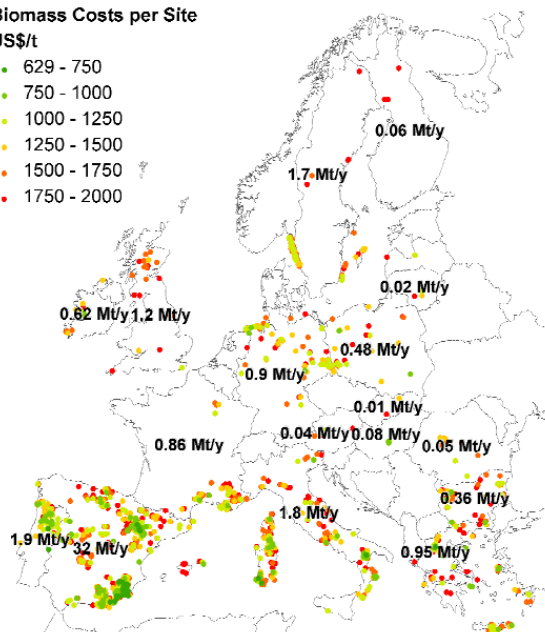 Biomass Costs per Site
US$/t
629 - 750
750 - 1000
1000 - 1250
1250 - 1500
1500 - 1750
1750 - 2000
0.06 Mt/y
1.7 Mt/y
0.02 Mt/y
0.62 Mt/y 1.2 Mt/y
0.48 Mt/y
0.9 Mt/y
0.01 Mt/y
0.04 Mt/y 0.08 Mt/y 0.05 Mt/y
0.86 Mt/y
0.36 Mt/y
1.8 Mt/y
1.9 Mt/y 32 Mt/y 0.95 Mt/y